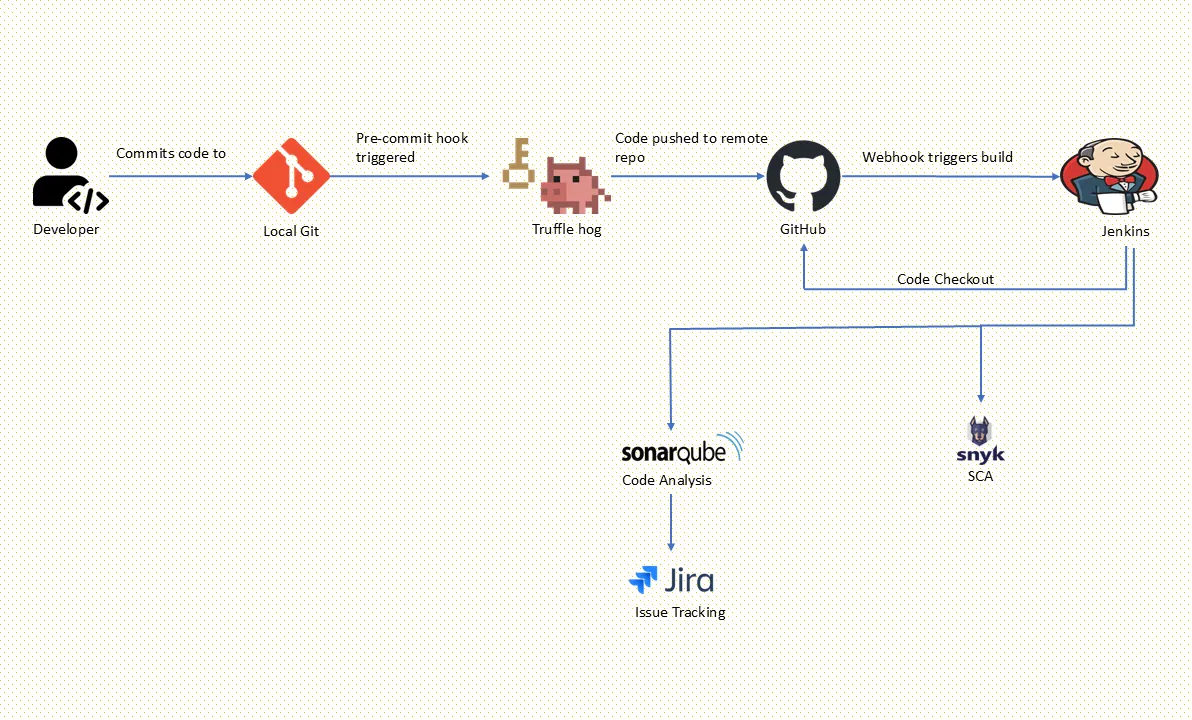 Commits code to
Pre-commit hook
triggered
Code pushed to remote
repo
Webhook triggers build
Developer
Local Git
Truffle hog
GitHub
Jenkins
Code Checkout
sonarqube
Code Analysis
snyk
SCA
Jira
Issue Tracking